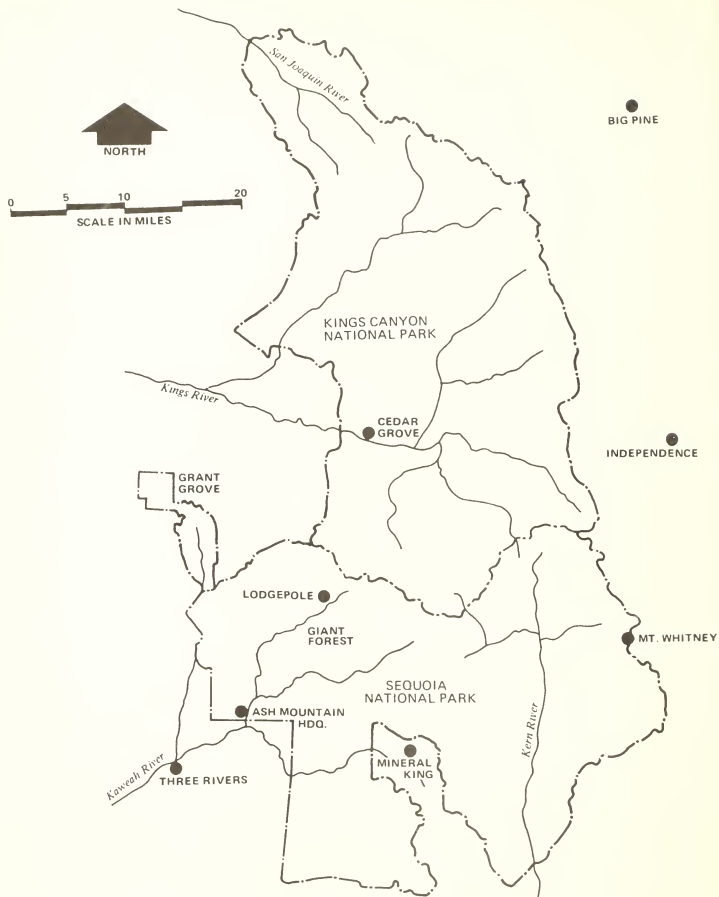 San Joaquin River
BIG PINE
NORTH
0 5 10 20
SCALE IN MILES
KINGS CANYON
NATIONAL PARK
Kings River
CEDAR
GROVE
INDEPENDENCE
GRANT
GROVE
LODGEPOLE
GIANT
FOREST
MT. WHITNEY
SEQUOIA
NATIONAL PARK
ASH MOUNTAIN
HDQ.
Kern River
MINERAL
KING
Kaweah River
THREE RIVERS